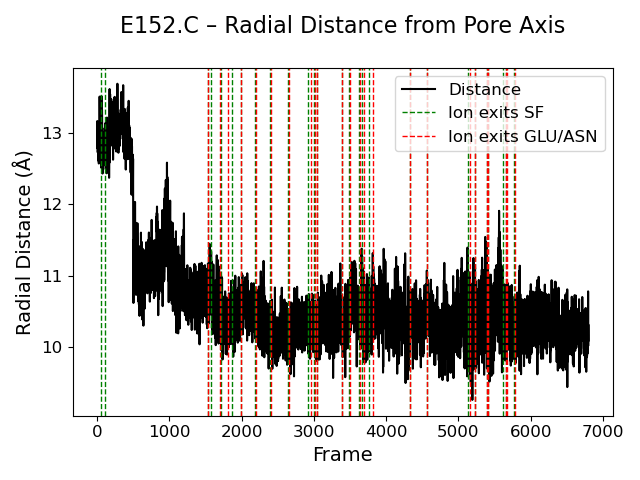 E152.C – Radial Distance from Pore Axis
Distance
Ion exits SF
Ion exits GLU/ASN
Radial Distance (Å)
13
12
11
10
0 1000 2000 3000 4000 5000 6000 7000
Frame